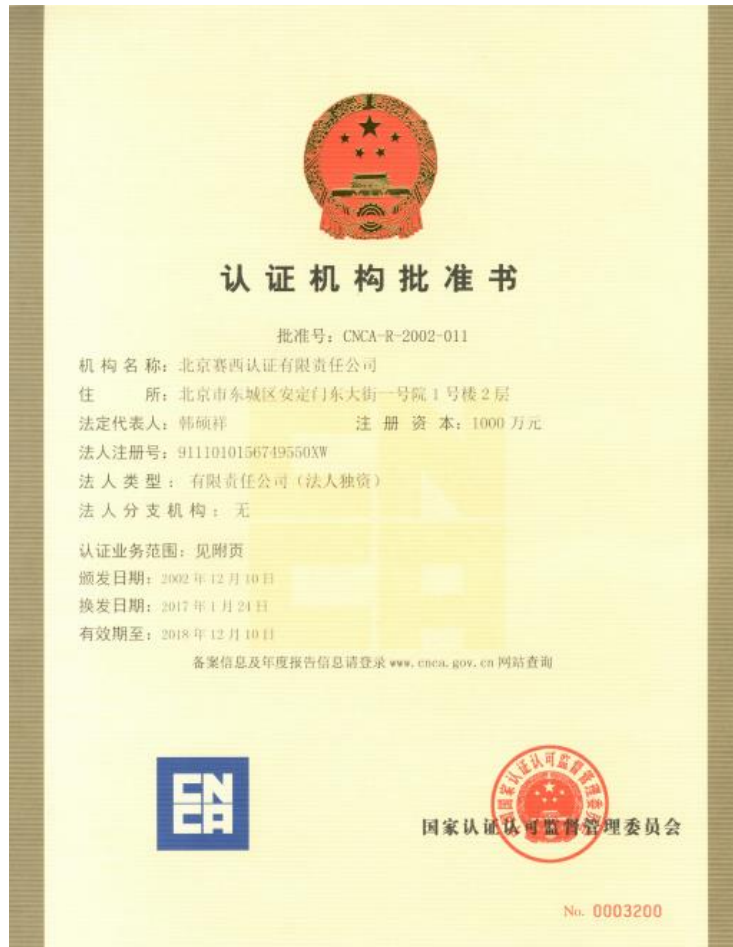 认证机构批准书
批准号：CNCA-R-2002-011
机构名称：北京赛西认证有限责任公司
住 所：北京市东城区安定门东大街一号院1号楼2层
法定代表人：韩硕祥 注册资本：1000万元
法人注册号：9111010156749550XW
法人类型：有限责任公司（法人独资）
法人分支机构：无
认证业务范围：见附页
颁发日期：2002年12月10日
换发日期：2017年1月24日
有效期至：2018年12月10日
备案信息及年度报告信息请登录 www.cnca.gov.cn 网站查询
CN
CA
国家认证认可监督管理委员会
No. 0003200